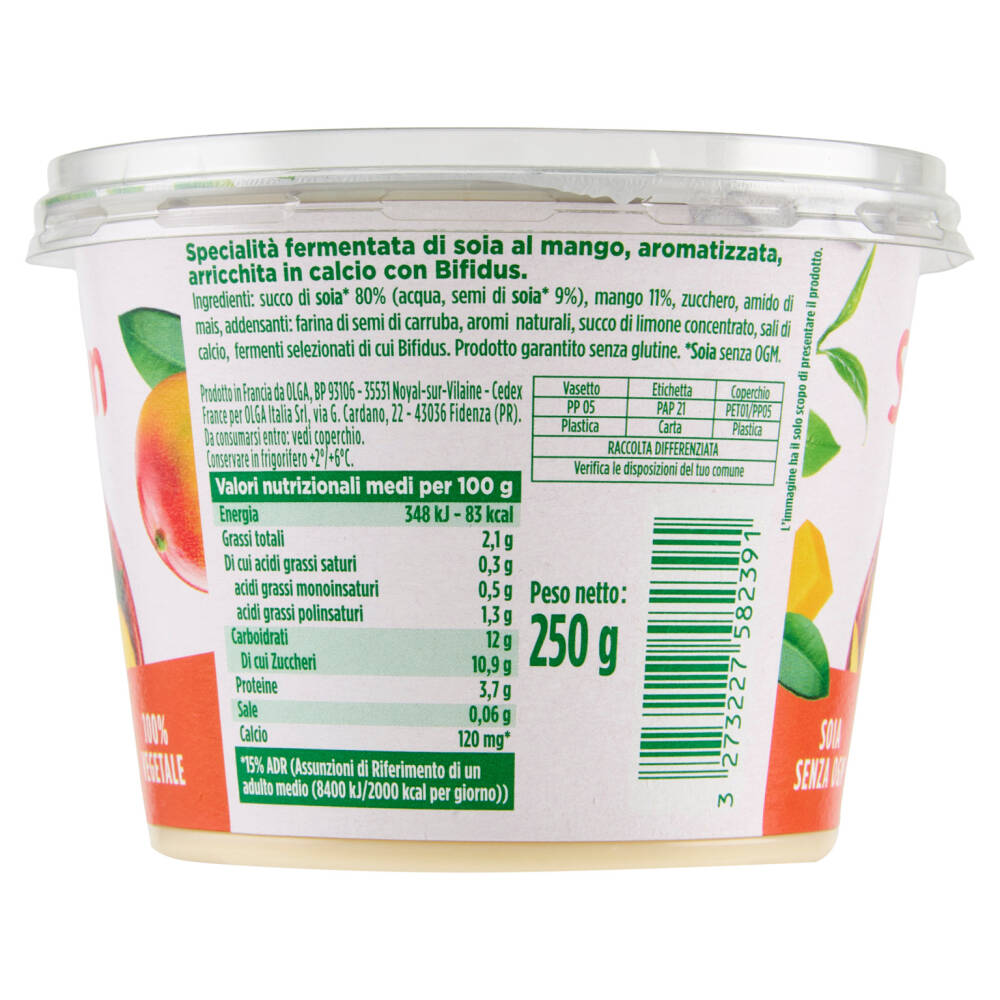 Specialità fermentata di soia al mango, aromatizzata,
arricchita in calcio con Bifidus.
Ingredienti: succo di soia* 80% (acqua, semi di soia* 9%), mango 11%, zucchero, amido di
mais, addensanti: farina di semi di carruba, aromi naturali, succo di limone concentrato, sali di
calcio, fermenti selezionati di cui Bifidus. Prodotto garantito senza glutine. *Soia senza OGM.
Prodotto in Francia da OLGA, BP 93106 - 35531 Noyal-sur-Vilaine - Cedex
France per OLGA Italia Srl, via G. Cardano, 22 - 43036 Fidenza (PR).
Da consumarsi entro: vedi coperchio.
Conservare in frigorifero +2°/+6°C.
Vasetto Etichetta Coperchio
PP 05 PAP 21 PET01/PP05
Plastica Carta Plastica
RACCOLTA DIFFERENZIATA
Verifica le disposizioni del tuo comune
L'immagine ha il solo scopo di presentare il prodotto.
Valori nutrizionali medi per 100 g
Energia 348 kJ - 83 kcal
Grassi totali 2,1 g
Di cui acidi grassi saturi 0,3 g
acidi grassi monoinsaturi 0,5 g
acidi grassi polinsaturi 1,3 g
Carboidrati 12 g
Di cui Zuccheri 10,9 g
Proteine 3,7 g
Sale 0,06 g
Calcio 120 mg*
*15% ADR (Assunzioni di Riferimento di un
adulto medio (8400 kJ/2000 kcal per giorno))
Peso netto:
250 g
3 273227 582391
100%
VEGETALE
SOIA
SENZA OGM